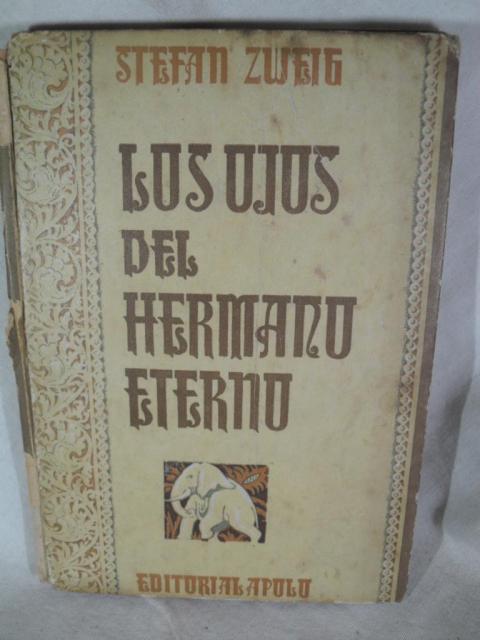 STEFAN ZWEIG
LOS OJOS
DEL
HERMANO
ETERNO
EDITORIAL APOLO